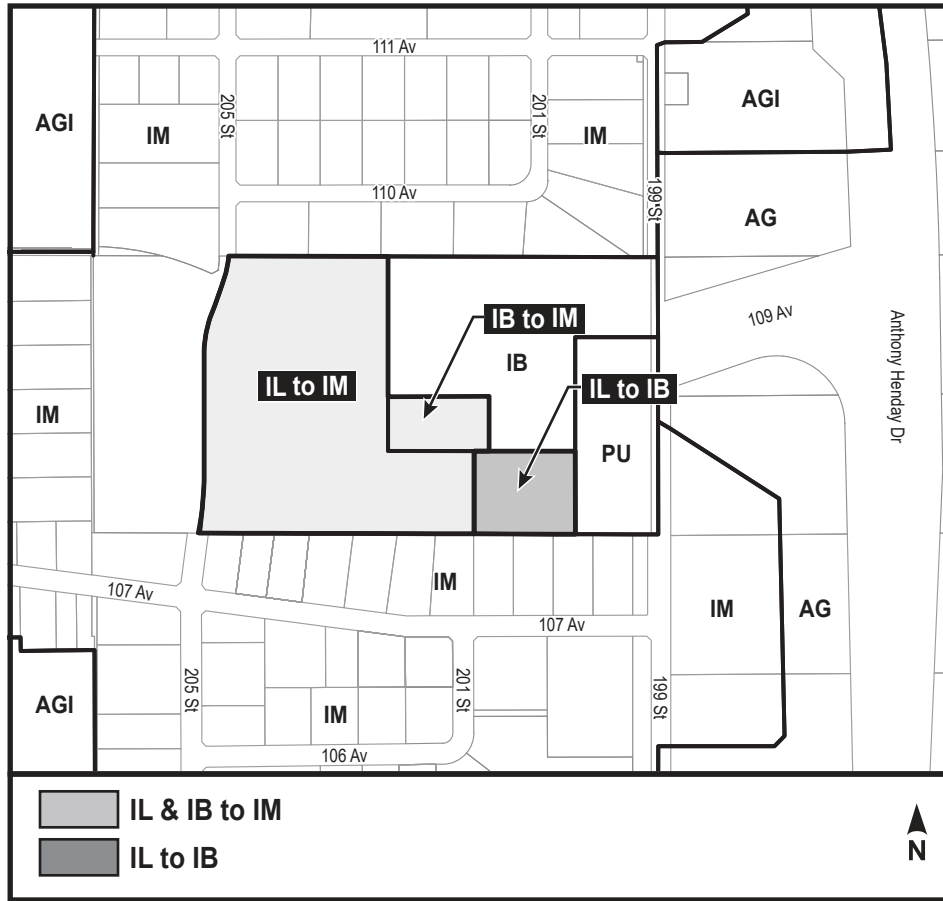 111 Av
AGI
IM
205 St
201 St
IM
AGI
110 Av
199 St
AG
109 Av
Anthony Henday Dr
IB to IM
IB
IL to IM
IL to IB
IM
PU
IM
107 Av
107 Av
IM
AG
205 St
201 St
199 St
AGI
IM
106 Av
IL & IB to IM
IL to IB
N